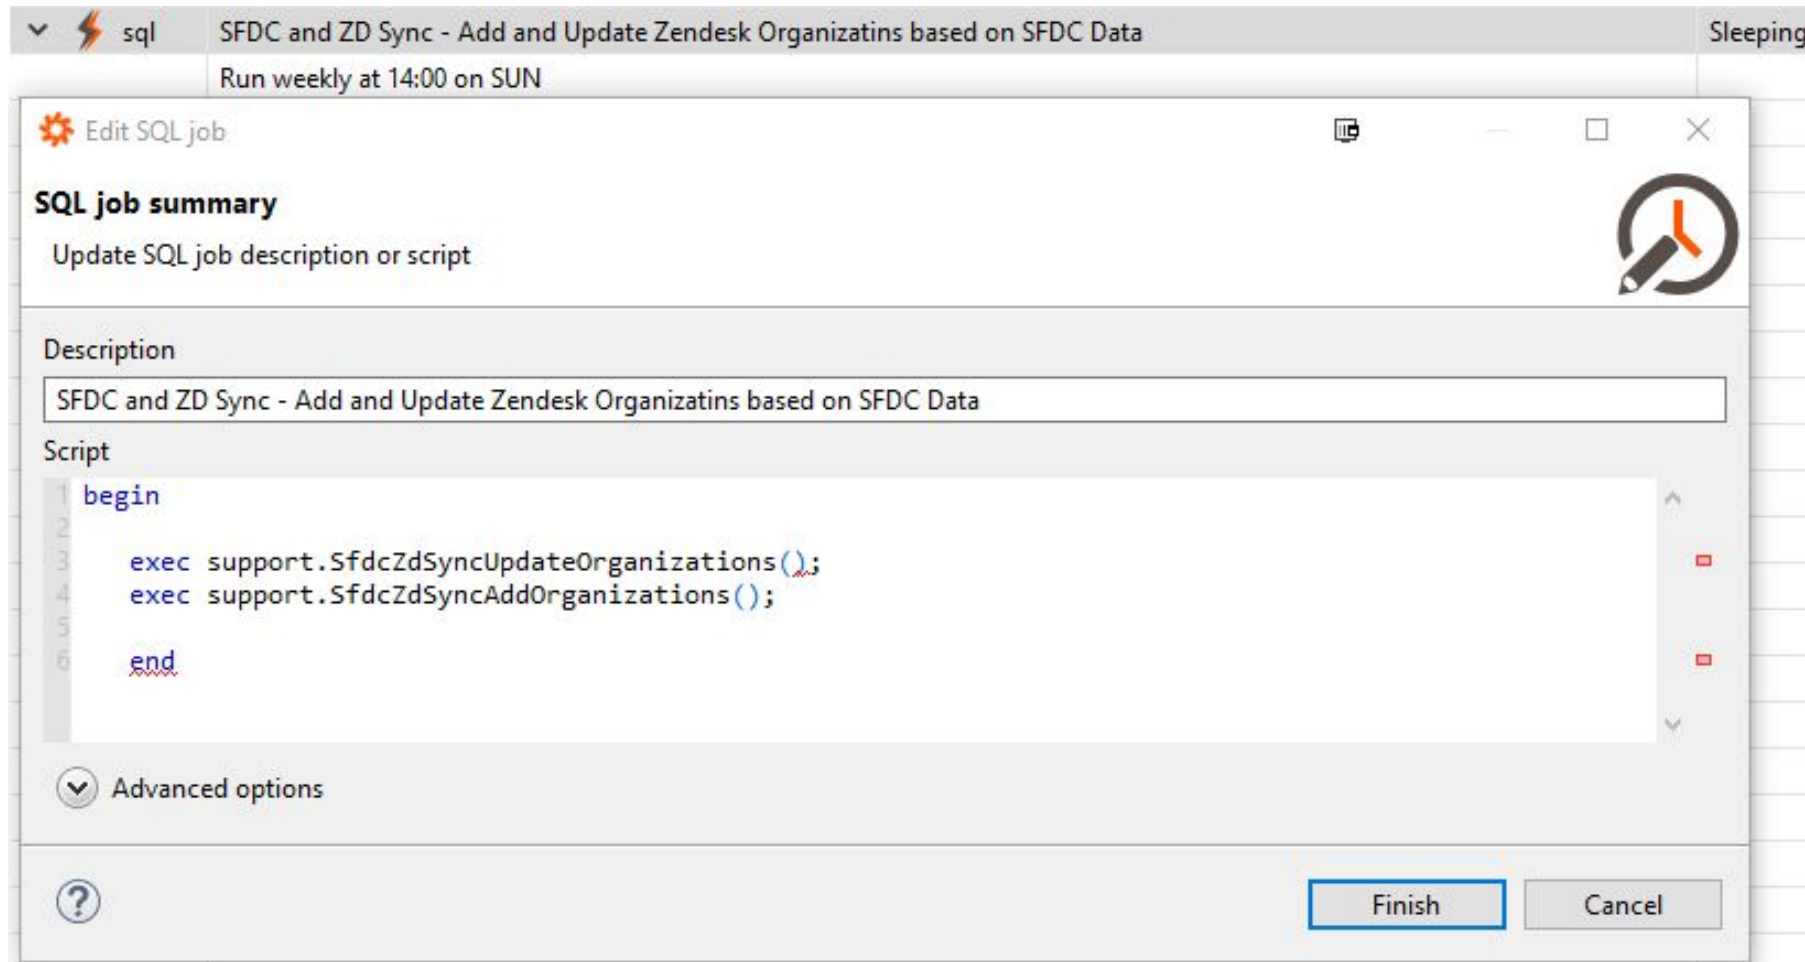 sql SFDC and ZD Sync - Add and Update Zendesk Organizatins based on SFDC Data Sleeping
Run weekly at 14:00 on SUN
Edit SQL job
SQL job summary
Update SQL job description or script
Description
SFDC and ZD Sync - Add and Update Zendesk Organizatins based on SFDC Data
Script
1 begin
2
3 exec support.SfdcZdSyncUpdateOrganizations();
4 exec support.SfdcZdSyncAddOrganizations();
5
6 end
Advanced options
? Finish Cancel